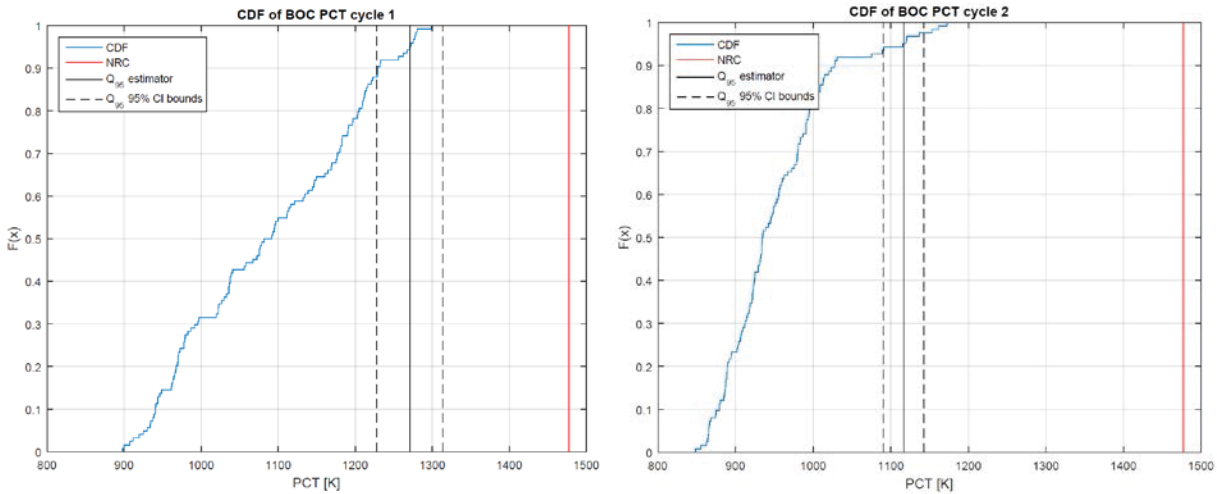 CDF of BOC PCT cycle 1
1
0.9
0.8
0.7
0.6
0.5
0.4
0.3
0.2
0.1
0
F(x)
CDF
NRC
Q95 estimator
Q95 95% CI bounds
800 900 1000 1100 1200 1300 1400 1500
PCT [K]
CDF of BOC PCT cycle 2
1
0.9
0.8
0.7
0.6
0.5
0.4
0.3
0.2
0.1
0
F(x)
CDF
NRC
Q95 estimator
Q95 95% CI bounds
800 900 1000 1100 1200 1300 1400 1500
PCT [K]